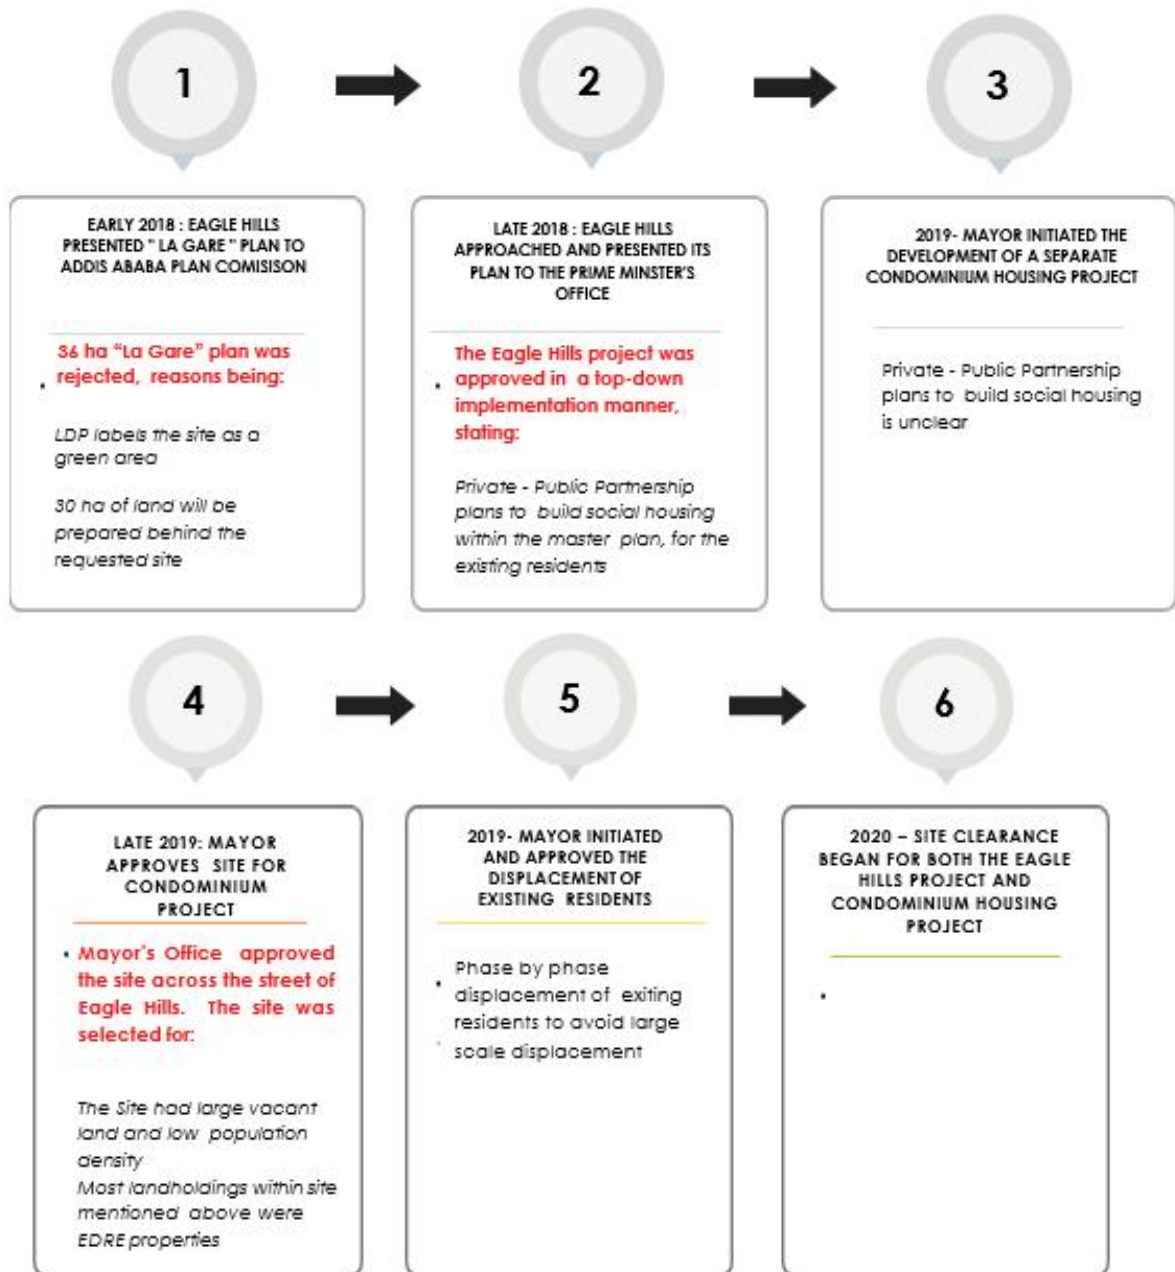 1
2
3
EARLY 2018 : EAGLE HILLS
PRESENTED " LA GARE " PLAN TO
ADDIS ABABA PLAN COMISISON
36 ha “La Gare” plan was
• rejected, reasons being:
LDP labels the site as a
green area
30 ha of land will be
prepared behind the
requested site
LATE 2018 : EAGLE HILLS
APPROACHED AND PRESENTED ITS
PLAN TO THE PRIME MINSTER'S
OFFICE
The Eagle Hills project was
• approved in a top-down
implementation manner,
stating:
Private - Public Partnership
plans to build social housing
within the master plan, for the
existing residents
2019- MAYOR INITIATED THE
DEVELOPMENT OF A SEPARATE
CONDOMINIUM HOUSING PROJECT
Private - Public Partnership
plans to build social housing
is unclear
4
5
6
LATE 2019: MAYOR
APPROVES SITE FOR
CONDOMINIUM
PROJECT
• Mayor's Office approved
the site across the street of
Eagle Hills. The site was
selected for:
The Site had large vacant
land and low population
density
Most landholdings within site
mentioned above were
EDRE properties
2019- MAYOR INITIATED
AND APPROVED THE
DISPLACEMENT OF
EXISTING RESIDENTS
Phase by phase
• displacement of exiting
residents to avoid large
scale displacement
2020 – SITE CLEARANCE
BEGAN FOR BOTH THE EAGLE
HILLS PROJECT AND
CONDOMINIUM HOUSING
PROJECT
•